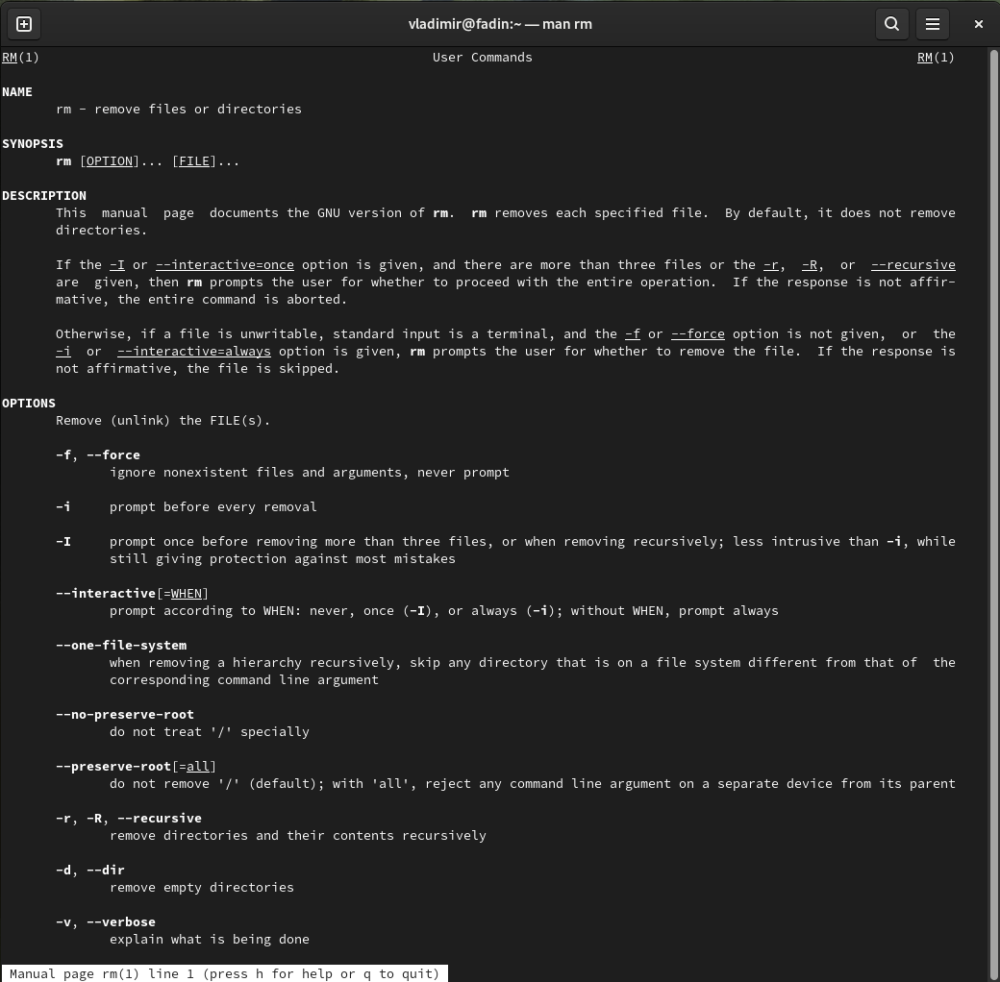 vladimir@fadin:~ — man rm
RM(1) User Commands RM(1)
NAME
rm - remove files or directories
SYNOPSIS
rm [OPTION]... [FILE]...
DESCRIPTION
This manual page documents the GNU version of rm. rm removes each specified file. By default, it does not remove
directories.
If the -I or --interactive=once option is given, and there are more than three files or the -r, -R, or --recursive
are given, then rm prompts the user for whether to proceed with the entire operation. If the response is not affir-
mative, the entire command is aborted.
Otherwise, if a file is unwritable, standard input is a terminal, and the -f or --force option is not given, or the
-i or --interactive=always option is given, rm prompts the user for whether to remove the file. If the response is
not affirmative, the file is skipped.
OPTIONS
Remove (unlink) the FILE(s).
-f, --force
ignore nonexistent files and arguments, never prompt
-i prompt before every removal
-I prompt once before removing more than three files, or when removing recursively; less intrusive than -i, while
still giving protection against most mistakes
--interactive[=WHEN]
prompt according to WHEN: never, once (-I), or always (-i); without WHEN, prompt always
--one-file-system
when removing a hierarchy recursively, skip any directory that is on a file system different from that of the
corresponding command line argument
--no-preserve-root
do not treat '/' specially
--preserve-root[=all]
do not remove '/' (default); with 'all', reject any command line argument on a separate device from its parent
-r, -R, --recursive
remove directories and their contents recursively
-d, --dir
remove empty directories
-v, --verbose
explain what is being done
Manual page rm(1) line 1 (press h for help or q to quit)